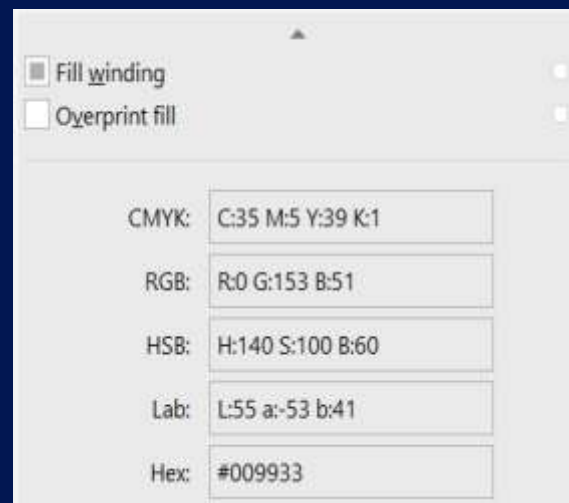 Fill winding
Overprint fill
CMYK: C:35 M:5 Y:39 K:1
RGB: R:0 G:153 B:51
HSB: H:140 S:100 B:60
Lab: L:55 a:-53 b:41
Hex: #009933